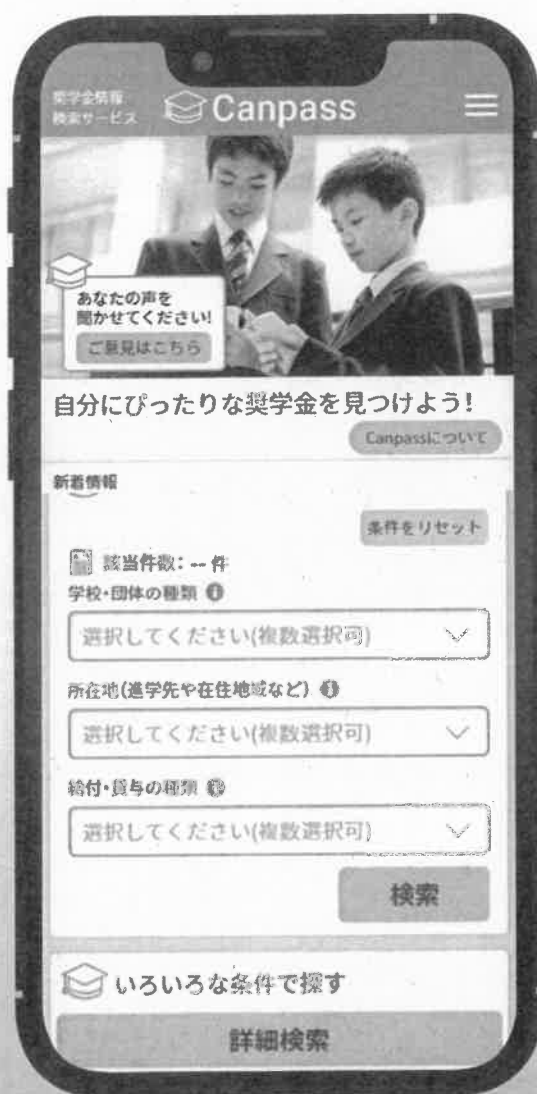 奨学金情報
検索サービス
Canpass
あなたの声を
聞かせてください!
ご意見はこちら
自分にぴったりな奨学金を見つけよう!
Canpassについて
新着情報
条件をリセット
該当件数: -- 件
学校・団体の種類
選択してください(複数選択可)
所在地(進学先や在住地域など)
選択してください(複数選択可)
給付・貸与の種類
選択してください(複数選択可)
検索
いろいろな条件で探す
詳細検索